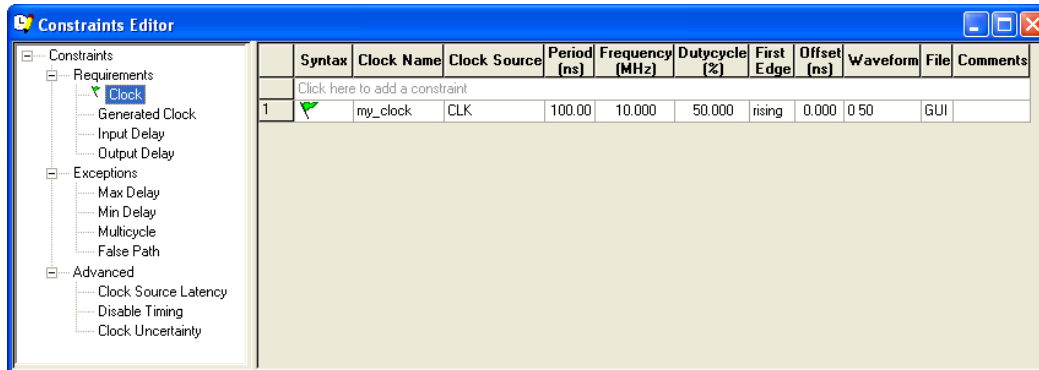 Constraints Editor
Constraints
Requirements
Clock
Generated Clock
Input Delay
Output Delay
Exceptions
Max Delay
Min Delay
Multicycle
False Path
Advanced
Clock Source Latency
Disable Timing
Clock Uncertainty
Syntax Clock Name Clock Source Period (ns) Frequency (MHz) Dutycycle (%) First Edge Offset (ns) Waveform File Comments
Click here to add a constraint
1 my_clock CLK 100.00 10.000 50.000 rising 0.000 0 50 GUI